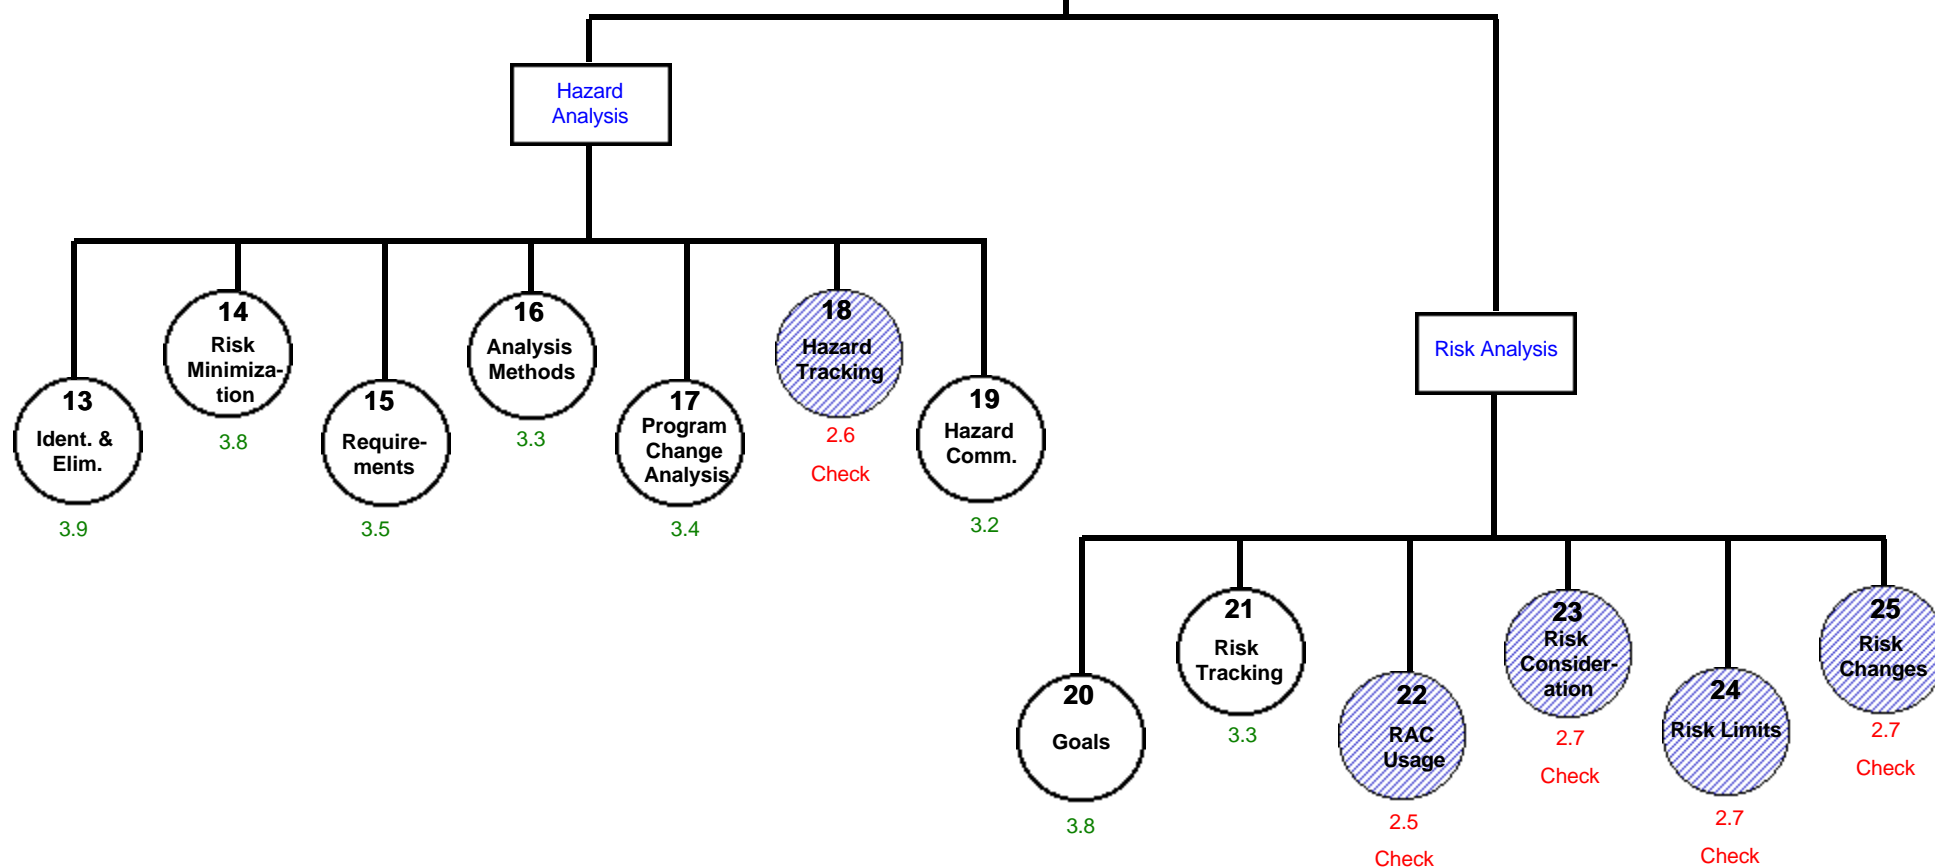 Hazard
Analysis
13
Ident. &
Elim.
3.9
14
Risk
Minimiza-
tion
3.8
15
Require-
ments
3.5
16
Analysis
Methods
3.3
17
Program
Change
Analysis
3.4
18
Hazard
Tracking
2.6
Check
19
Hazard
Comm.
3.2
Risk Analysis
20
Goals
3.8
21
Risk
Tracking
3.3
22
RAC
Usage
2.5
Check
23
Risk
Consider-
ation
2.7
Check
24
Risk Limits
2.7
Check
25
Risk
Changes
2.7
Check